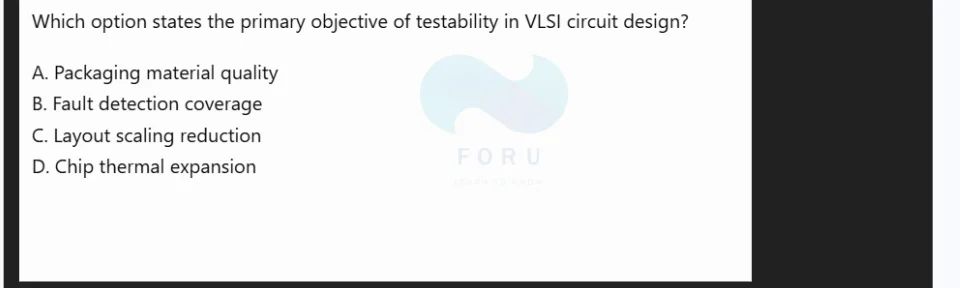 Which option states the primary objective of testability in VLSI circuit design?
A. Packaging material quality
B. Fault detection coverage
C. Layout scaling reduction
D. Chip thermal expansion
FORU